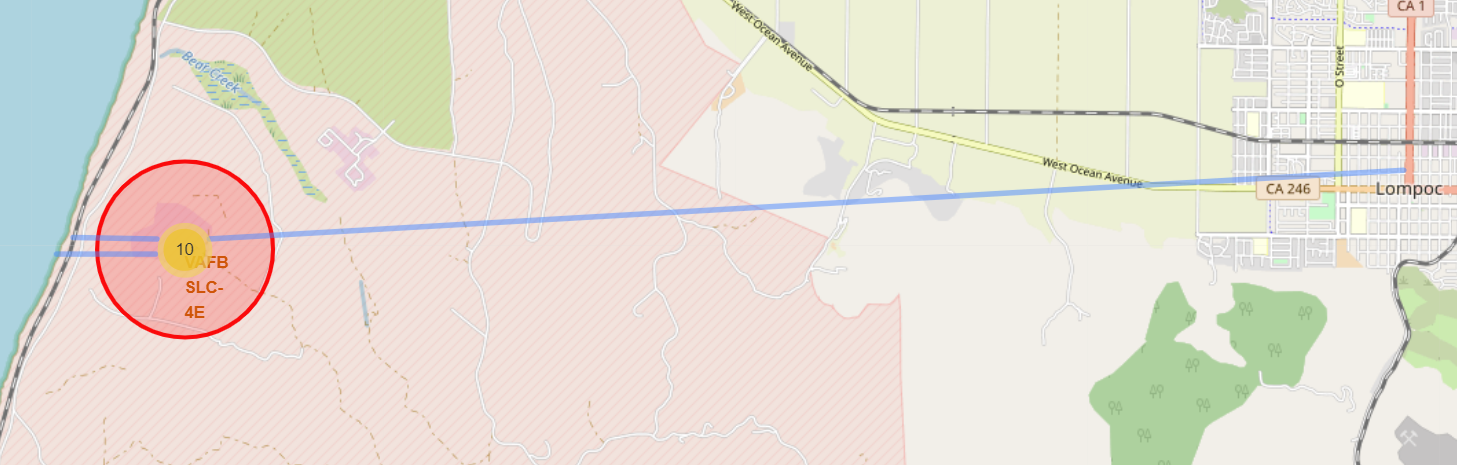 CA 1
West Ocean Avenue
O Street
Bear Creek
West Ocean Avenue
CA 246
Lompoc
10
VAFB
SLC-
4E